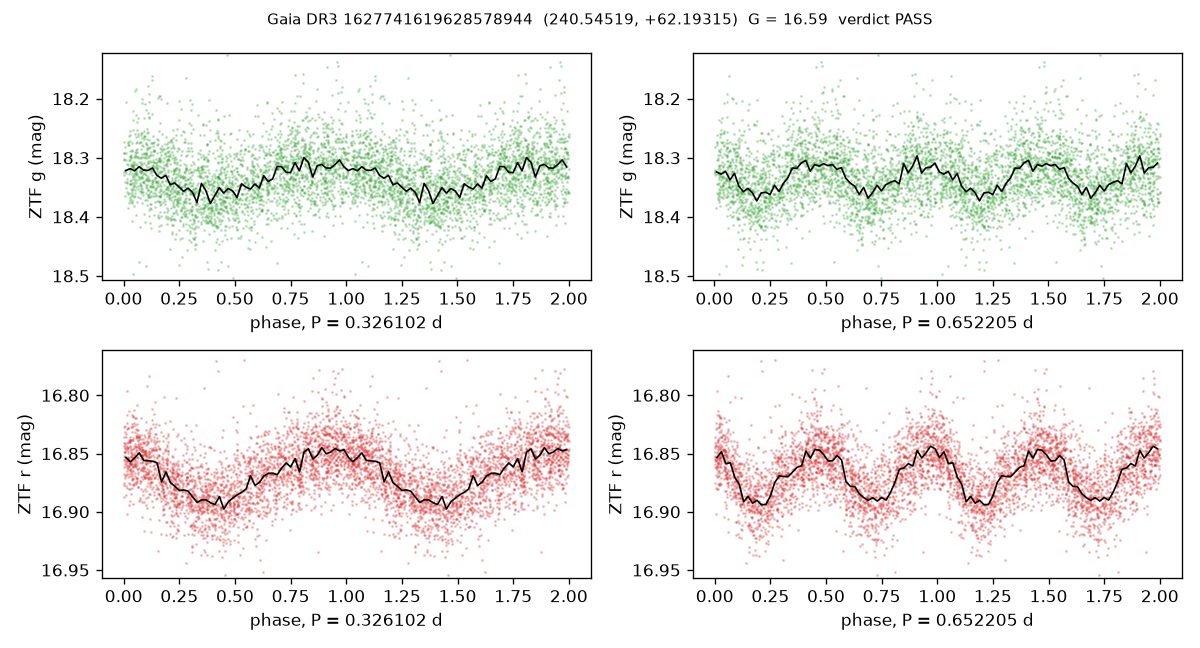 Gaia DR3 1627741619628578944 (240.54519, +62.19315) G = 16.59 verdict PASS
ZTF g (mag)
18.2
18.3
18.4
18.5
0.00 0.25 0.50 0.75 1.00 1.25 1.50 1.75 2.00
phase, P = 0.326102 d
ZTF g (mag)
18.2
18.3
18.4
18.5
0.00 0.25 0.50 0.75 1.00 1.25 1.50 1.75 2.00
phase, P = 0.652205 d
ZTF r (mag)
16.80
16.85
16.90
16.95
0.00 0.25 0.50 0.75 1.00 1.25 1.50 1.75 2.00
phase, P = 0.326102 d
ZTF r (mag)
16.80
16.85
16.90
16.95
0.00 0.25 0.50 0.75 1.00 1.25 1.50 1.75 2.00
phase, P = 0.652205 d